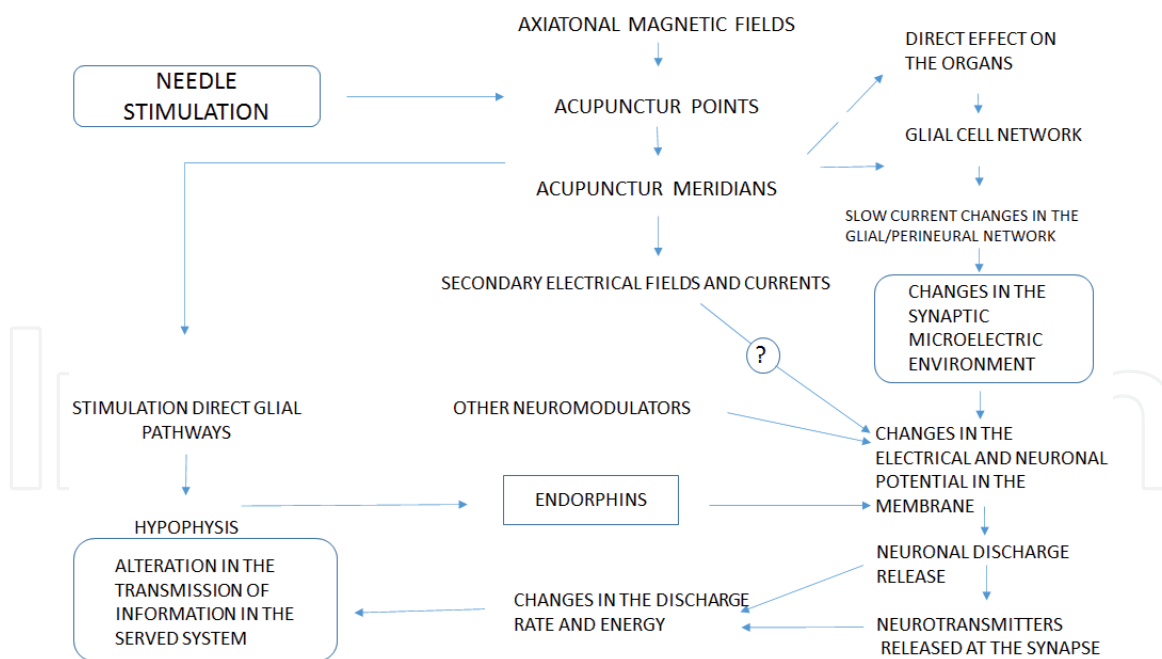 AXIATONAL MAGNETIC FIELDS
DIRECT EFFECT ON
THE ORGANS
NEEDLE
STIMULATION
ACUPUNCTUR POINTS
GLIAL CELL NETWORK
ACUPUNCTUR MERIDIANS
SLOW CURRENT CHANGES IN THE
GLIAL/PERINEURAL NETWORK
SECONDARY ELECTRICAL FIELDS AND CURRENTS
CHANGES IN THE
SYNAPTIC
MICROELECTRIC
ENVIRONMENT
?
STIMULATION DIRECT GLIAL
PATHWAYS
OTHER NEUROMODULATORS
CHANGES IN THE
ELECTRICAL AND NEURONAL
POTENTIAL IN THE
MEMBRANE
ENDORPHINS
HYPOPHYSIS
ALTERATION IN THE
TRANSMISSION OF
INFORMATION IN THE
SERVED SYSTEM
NEURONAL DISCHARGE
RELEASE
CHANGES IN THE DISCHARGE
RATE AND ENERGY
NEUROTRANSMITTERS
RELEASED AT THE SYNAPSE